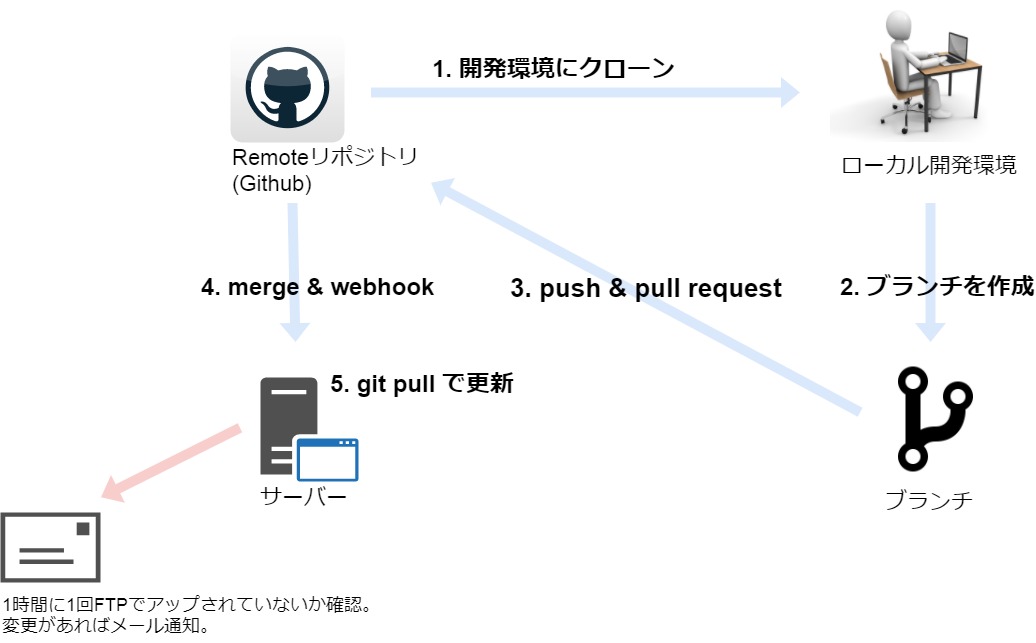 1. 開発環境にクローン
Remoteリポジトリ
(Github)
ローカル開発環境
4. merge & webhook
3. push & pull request
2. ブランチを作成
5. git pull で更新
サーバー
ブランチ
1時間に1回FTPでアップされていないか確認。
変更があればメール通知。